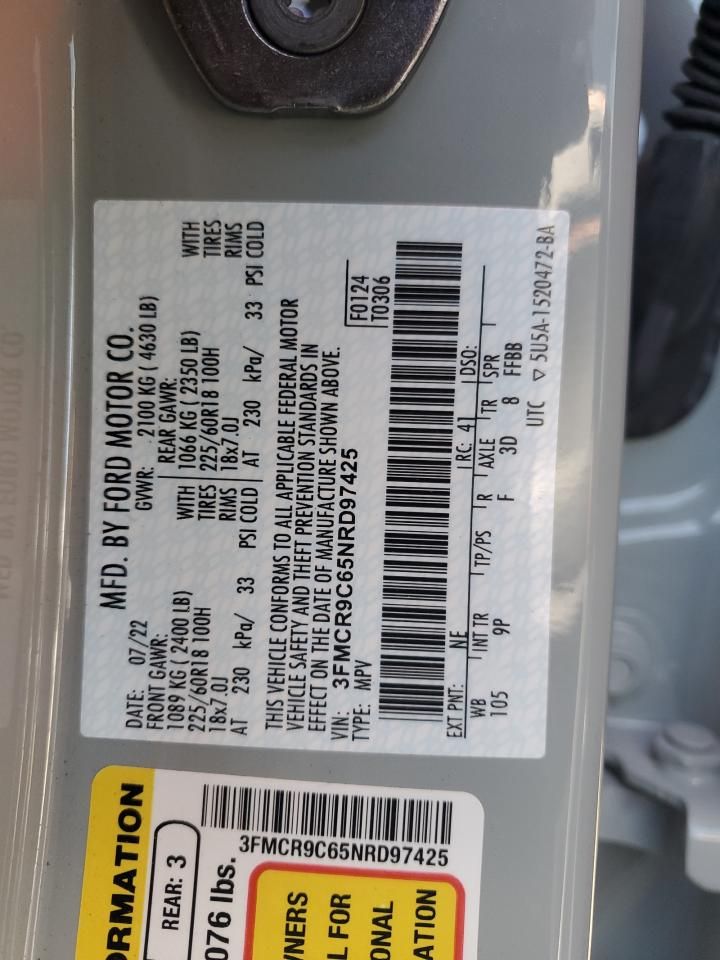 MFD. BY FORD MOTOR CO.
DATE: 07/22 GVWR: 2100 KG ( 4630 LB)
FRONT GAWR: REAR GAWR:
1089 KG ( 2400 LB) WITH 1066 KG ( 2350 LB) WITH
225/60R18 100H TIRES 225/60R18 100H TIRES
18x7.0J RIMS 18x7.0J RIMS
AT 230 kPa/ 33 PSI COLD AT 230 kPa/ 33 PSI COLD
THIS VEHICLE CONFORMS TO ALL APPLICABLE FEDERAL MOTOR
VEHICLE SAFETY AND THEFT PREVENTION STANDARDS IN
EFFECT ON THE DATE OF MANUFACTURE SHOWN ABOVE.
VIN: 3FMCR9C65NRD97425 F0124
TYPE: MPV T0306
EXT PNT: NE RC: 41 DSO:
WB INT TR TP/PS R AXLE TR SPR
105 9P F 3D 8 FFBB
UTC ▽ 5U5A-1520472-BA
ORMATION
REAR: 3
3FMCR9C65NRD97425
076 lbs.
WNERS
L FOR
ONAL
ATION